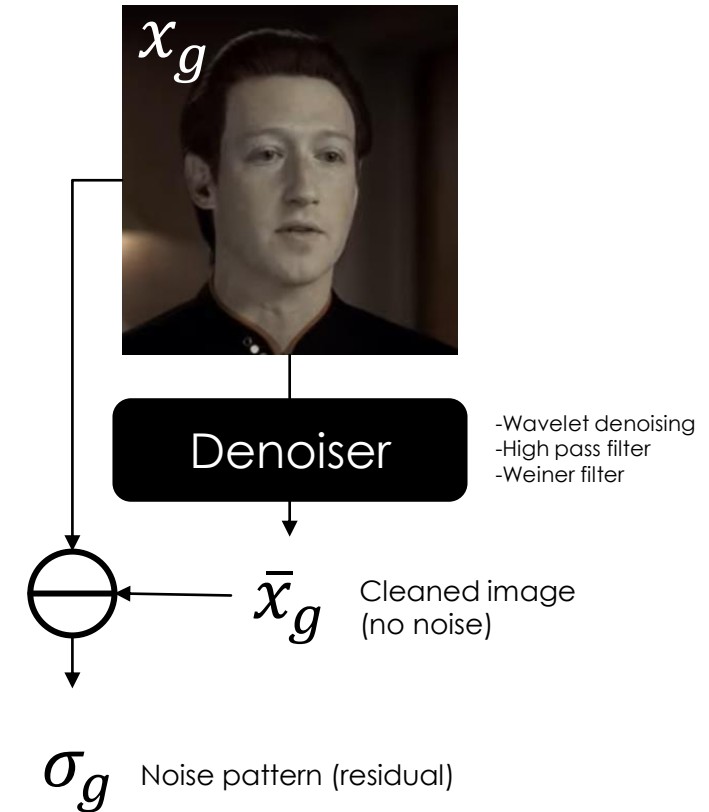 x_g
Denoiser
-Wavelet denoising
-High pass filter
-Weiner filter
x̄_g
Cleaned image
(no noise)
σ_g Noise pattern (residual)